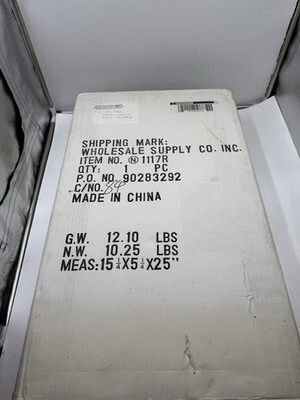 SHIPPING MARK:
WHOLESALE SUPPLY CO. INC.
ITEM NO. Ⓝ 1117R
QTY: 1 PC
P.O. NO. 90283292
C/NO. 84
MADE IN CHINA
G.W. 12.10 LBS
N.W. 10.25 LBS
MEAS: 15 1/4 X 5 1/4 X 25"